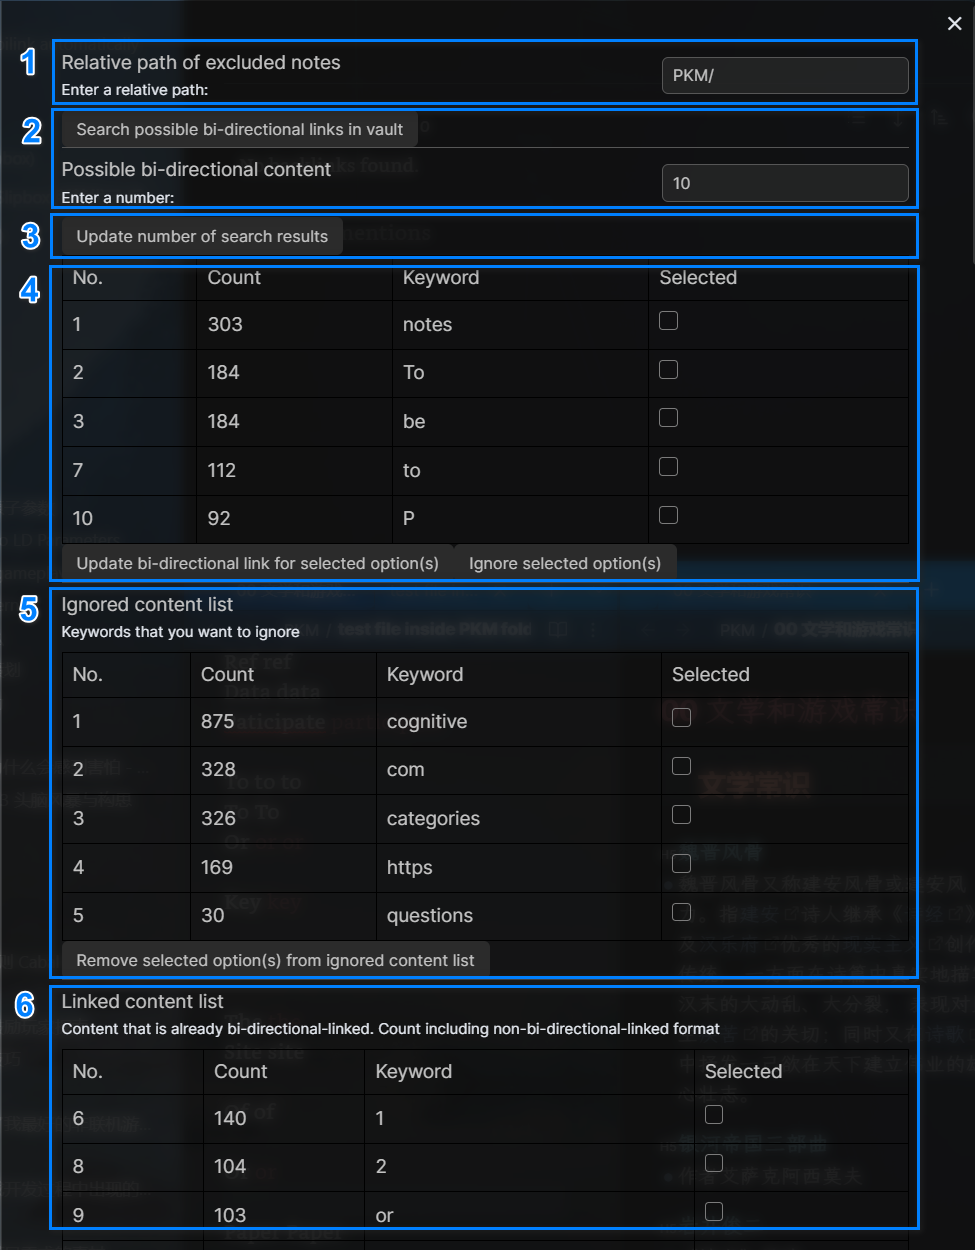 1
Relative path of excluded notes
Enter a relative path:
PKM/
2
Search possible bi-directional links in vault
Possible bi-directional content
Enter a number:
10
3
Update number of search results
4
No. Count Keyword Selected
1 303 notes
2 184 To
3 184 be
7 112 to
10 92 P
Update bi-directional link for selected option(s) Ignore selected option(s)
5
Ignored content list
Keywords that you want to ignore
No. Count Keyword Selected
1 875 cognitive
2 328 com
3 326 categories
4 169 https
5 30 questions
Remove selected option(s) from ignored content list
6
Linked content list
Content that is already bi-directional-linked. Count including non-bi-directional-linked format
No. Count Keyword Selected
6 140 1
8 104 2
9 103 or